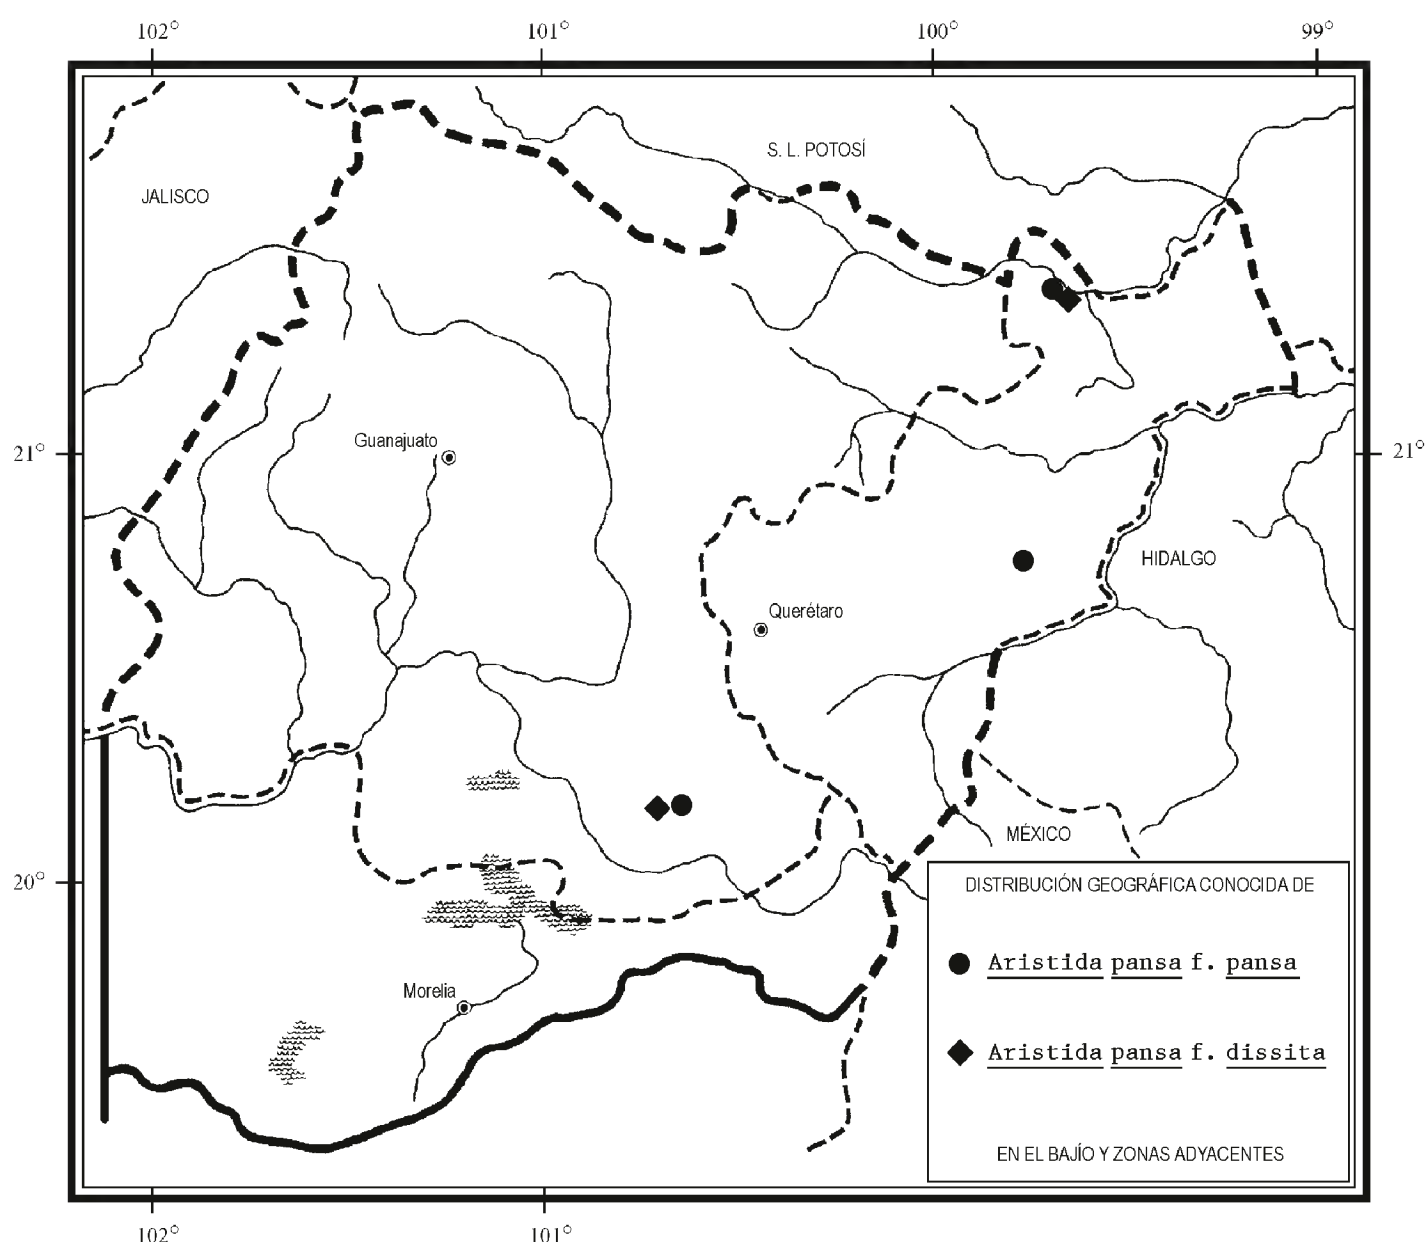 102° 101° 100° 99°
S. L. POTOSÍ
JALISCO
Guanajuato
21° 21°
HIDALGO
Querétaro
MÉXICO
20°
DISTRIBUCIÓN GEOGRÁFICA CONOCIDA DE
Aristida pansa f. pansa
Morelia
Aristida pansa f. dissita
EN EL BAJÍO Y ZONAS ADYACENTES
102° 101°